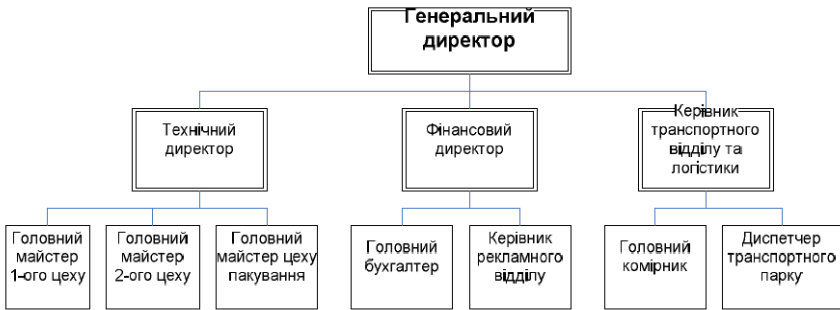 Генеральний
директор
Технічний
директор
Фінансовий
директор
Керівник
транспортного
відділу та
логістики
Головний
майстер
1-ого цеху
Головний
майстер
2-ого цеху
Головний
майстер цеху
пакування
Головний
бухгалтер
Керівник
рекламного
відділу
Головний
комірник
Диспетчер
транспортного
парку